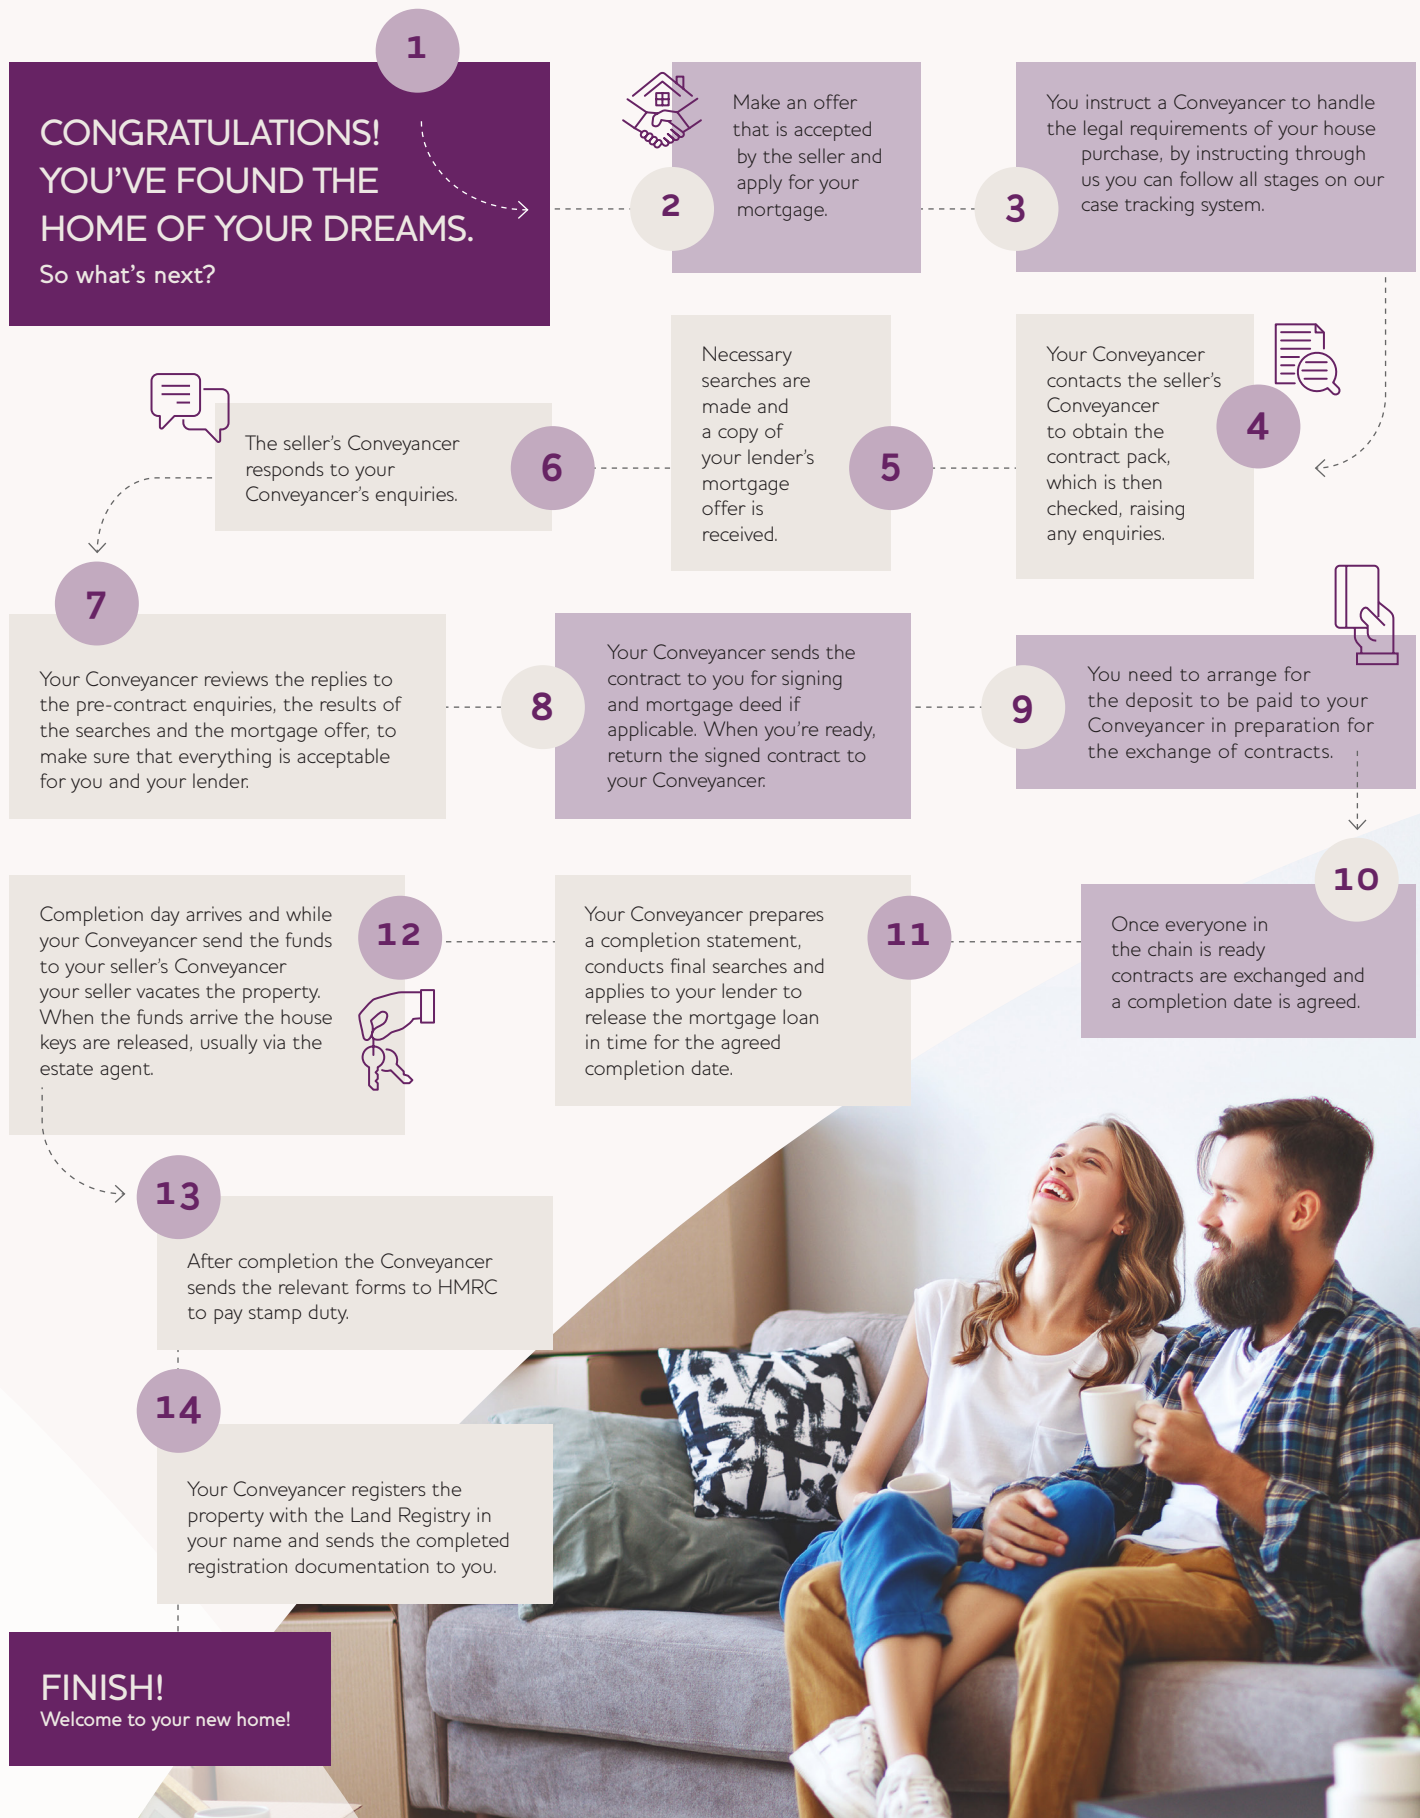 1
CONGRATULATIONS!
YOU'VE FOUND THE
HOME OF YOUR DREAMS.
So what's next?
2
Make an offer
that is accepted
by the seller and
apply for your
mortgage.
3
You instruct a Conveyancer to handle
the legal requirements of your house
purchase, by instructing through
us you can follow all stages on our
case tracking system.
4
Your Conveyancer
contacts the seller's
Conveyancer
to obtain the
contract pack,
which is then
checked, raising
any enquiries.
5
Necessary
searches are
made and
a copy of
your lender's
mortgage
offer is
received.
6
The seller's Conveyancer
responds to your
Conveyancer's enquiries.
7
Your Conveyancer reviews the replies to
the pre-contract enquiries, the results of
the searches and the mortgage offer, to
make sure that everything is acceptable
for you and your lender.
8
Your Conveyancer sends the
contract to you for signing
and mortgage deed if
applicable. When you're ready,
return the signed contract to
your Conveyancer.
9
You need to arrange for
the deposit to be paid to your
Conveyancer in preparation for
the exchange of contracts.
10
Once everyone in
the chain is ready
contracts are exchanged and
a completion date is agreed.
11
Your Conveyancer prepares
a completion statement,
conducts final searches and
applies to your lender to
release the mortgage loan
in time for the agreed
completion date.
12
Completion day arrives and while
your Conveyancer send the funds
to your seller's Conveyancer
your seller vacates the property.
When the funds arrive the house
keys are released, usually via the
estate agent.
13
After completion the Conveyancer
sends the relevant forms to HMRC
to pay stamp duty.
14
Your Conveyancer registers the
property with the Land Registry in
your name and sends the completed
registration documentation to you.
FINISH!
Welcome to your new home!